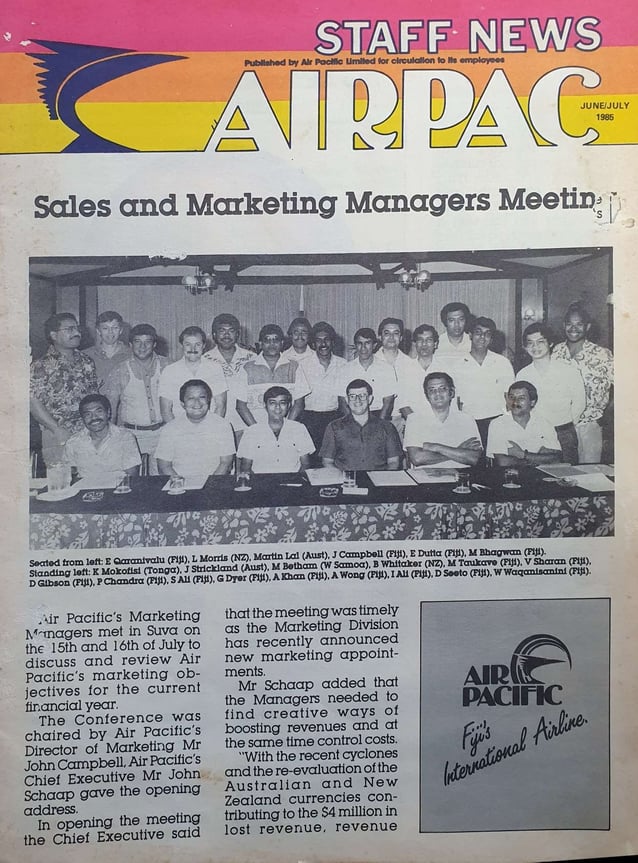 STAFF NEWS
Published by Air Pacific Limited for circulation to its employees
AIRPAC
JUNE/JULY
1985
Sales and Marketing Managers Meeting
Seated from left: E Qaranivalu (Fiji), L Morris (NZ), Martin Lal (Aust), J Campbell (Fiji), E Dutta (Fiji), M Bhagwan (Fiji).
Standing left: K Mokofisi (Tonga), J Strickland (Aust), M Betham (W Samoa), B Whitaker (NZ), M Taukave (Fiji), V Sharan (Fiji),
D Gibson (Fiji), P Chandra (Fiji), S Ali (Fiji), G Dyer (Fiji), A Khan (Fiji), A Wong (Fiji), I Ali (Fiji), D Seeto (Fiji), W Waqanisanini (Fiji).
Air Pacific's Marketing
Managers met in Suva on
the 15th and 16th of July to
discuss and review Air
Pacific's marketing ob-
jectives for the current
financial year.
The Conference was
chaired by Air Pacific's
Director of Marketing Mr
John Campbell, Air Pacific's
Chief Executive Mr John
Schaap gave the opening
address.
In opening the meeting
the Chief Executive said
that the meeting was timely
as the Marketing Division
has recently announced
new marketing appoint-
ments.
Mr Schaap added that
the Managers needed to
find creative ways of
boosting revenues and at
the same time control costs.
"With the recent cyclones
and the re-evaluation of the
Australian and New
Zealand currencies con-
tributing to the $4 million in
lost revenue, revenue
AIR
PACIFIC
Fiji's
International Airline.